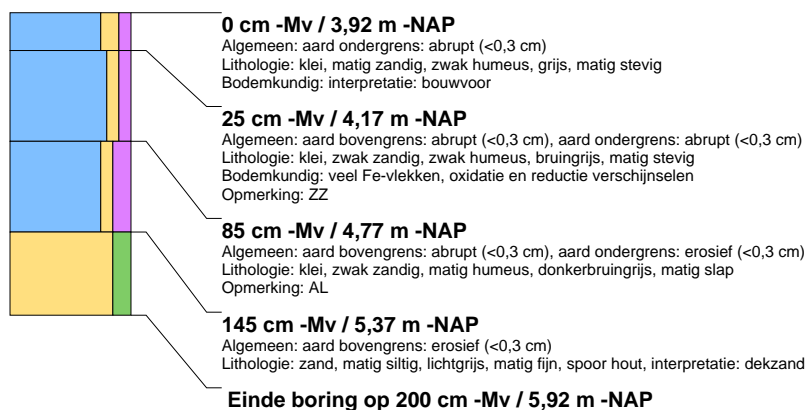 0 cm -Mv / 3,92 m -NAP
Algemeen: aard ondergrens: abrupt (<0,3 cm)
Lithologie: klei, matig zandig, zwak humeus, grijs, matig stevig
Bodemkundig: interpretatie: bouwvoor
25 cm -Mv / 4,17 m -NAP
Algemeen: aard bovengrens: abrupt (<0,3 cm), aard ondergrens: abrupt (<0,3 cm)
Lithologie: klei, zwak zandig, zwak humeus, bruingrijs, matig stevig
Bodemkundig: veel Fe-vlekken, oxidatie en reductie verschijnselen
Opmerking: ZZ
85 cm -Mv / 4,77 m -NAP
Algemeen: aard bovengrens: abrupt (<0,3 cm), aard ondergrens: erosief (<0,3 cm)
Lithologie: klei, zwak zandig, matig humeus, donkerbruingrijs, matig slap
Opmerking: AL
145 cm -Mv / 5,37 m -NAP
Algemeen: aard bovengrens: erosief (<0,3 cm)
Lithologie: zand, matig siltig, lichtgrijs, matig fijn, spoor hout, interpretatie: dekzand
Einde boring op 200 cm -Mv / 5,92 m -NAP